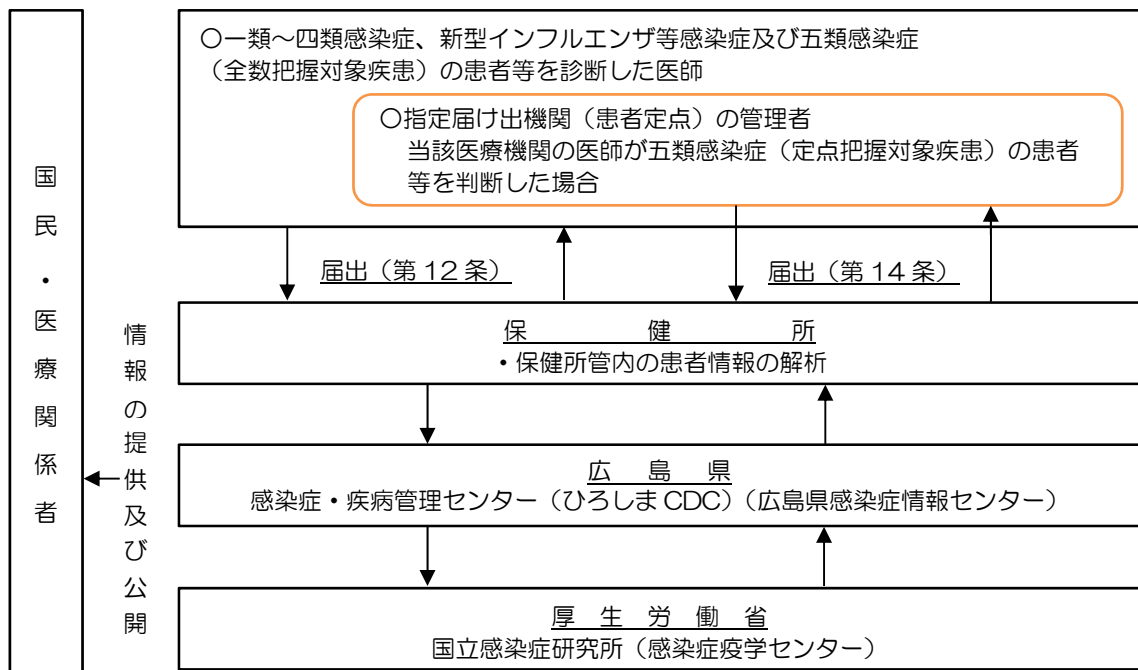 〇一類～四類感染症、新型インフルエンザ等感染症及び五類感染症
（全数把握対象疾患）の患者等を診断した医師
〇指定届け出機関（患者定点）の管理者
当該医療機関の医師が五類感染症（定点把握対象疾患）の患者
等を判断した場合
届出（第12条）
届出（第14条）
保健所
・保健所管内の患者情報の解析
広島県
感染症・疾病管理センター（ひろしまCDC）（広島県感染症情報センター）
厚生労働省
国立感染症研究所（感染症疫学センター）
情報の提供及び公開
国民・医療関係者